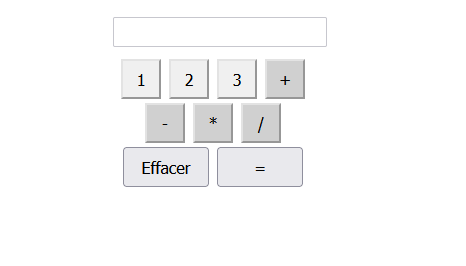 1 2 3 +
- * /
Effacer =